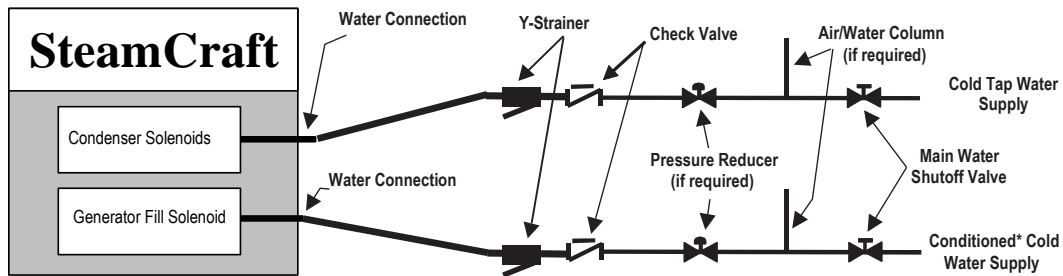 SteamCraft
Condenser Solenoids
Generator Fill Solenoid
Water Connection
Y-Strainer
Check Valve
Air/Water Column
(if required)
Cold Tap Water
Supply
Water Connection
Pressure Reducer
(if required)
Main Water
Shutoff Valve
Conditioned* Cold
Water Supply